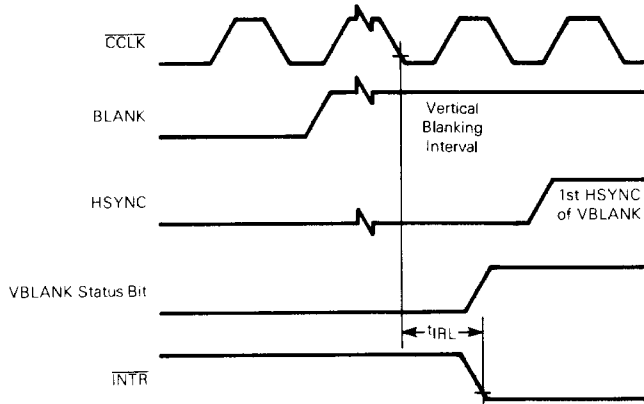 CCLK
BLANK
Vertical
Blanking
Interval
HSYNC
1st HSYNC
of VBLANK
VBLANK Status Bit
tIRL
INTR